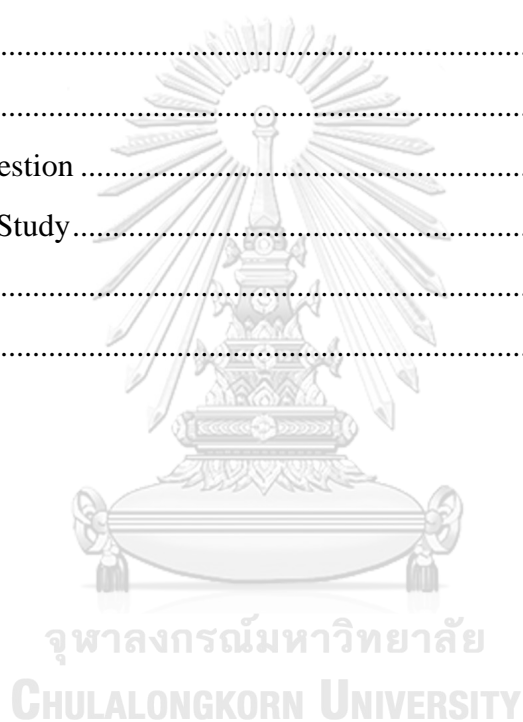 ........................................................................
........................................................................
estion ........................................................................
Study........................................................................
........................................................................
........................................................................
จุฬาลงกรณ์มหาวิทยาลัย
CHULALONGKORN UNIVERSITY